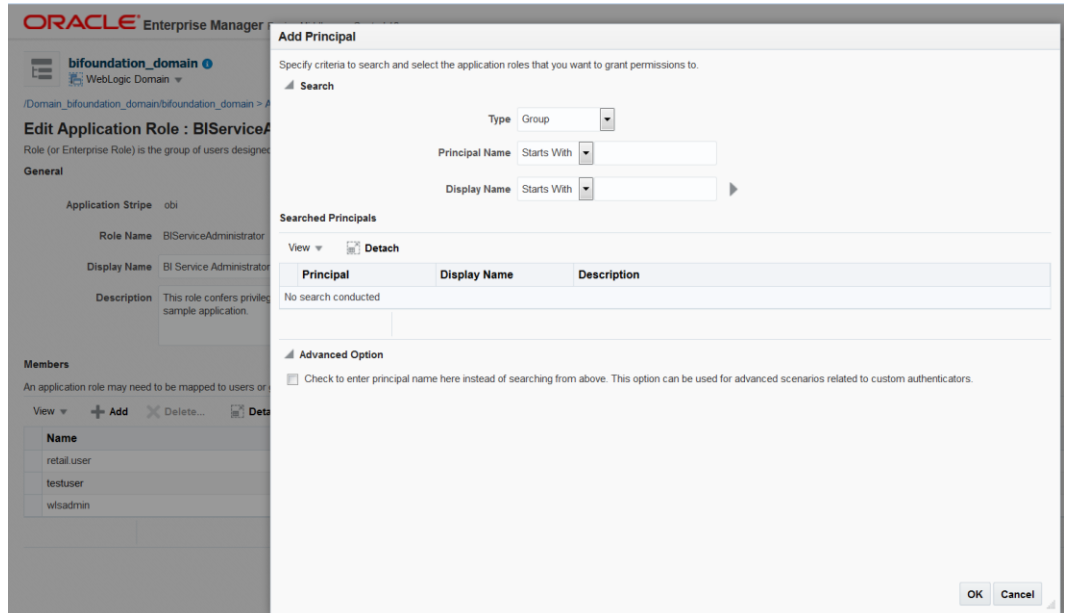 ORACLE Enterprise Manager
bifoundation_domain
WebLogic Domain
/Domain_bifoundation_domain/bifoundation_domain > A
Edit Application Role : BIServiceA
Role (or Enterprise Role) is the group of users designed
General
Application Stripe obi
Role Name BIServiceAdministrator
Display Name BI Service Administrator
Description This role confers privileg
sample application.
Members
An application role may need to be mapped to users or
View Add Delete... Deta
Name
retail.user
testuser
wlsadmin
Add Principal
Specify criteria to search and select the application roles that you want to grant permissions to.
Search
Type Group
Principal Name Starts With
Display Name Starts With
Searched Principals
View Detach
Principal Display Name Description
No search conducted
Advanced Option
Check to enter principal name here instead of searching from above. This option can be used for advanced scenarios related to custom authenticators.
OK Cancel